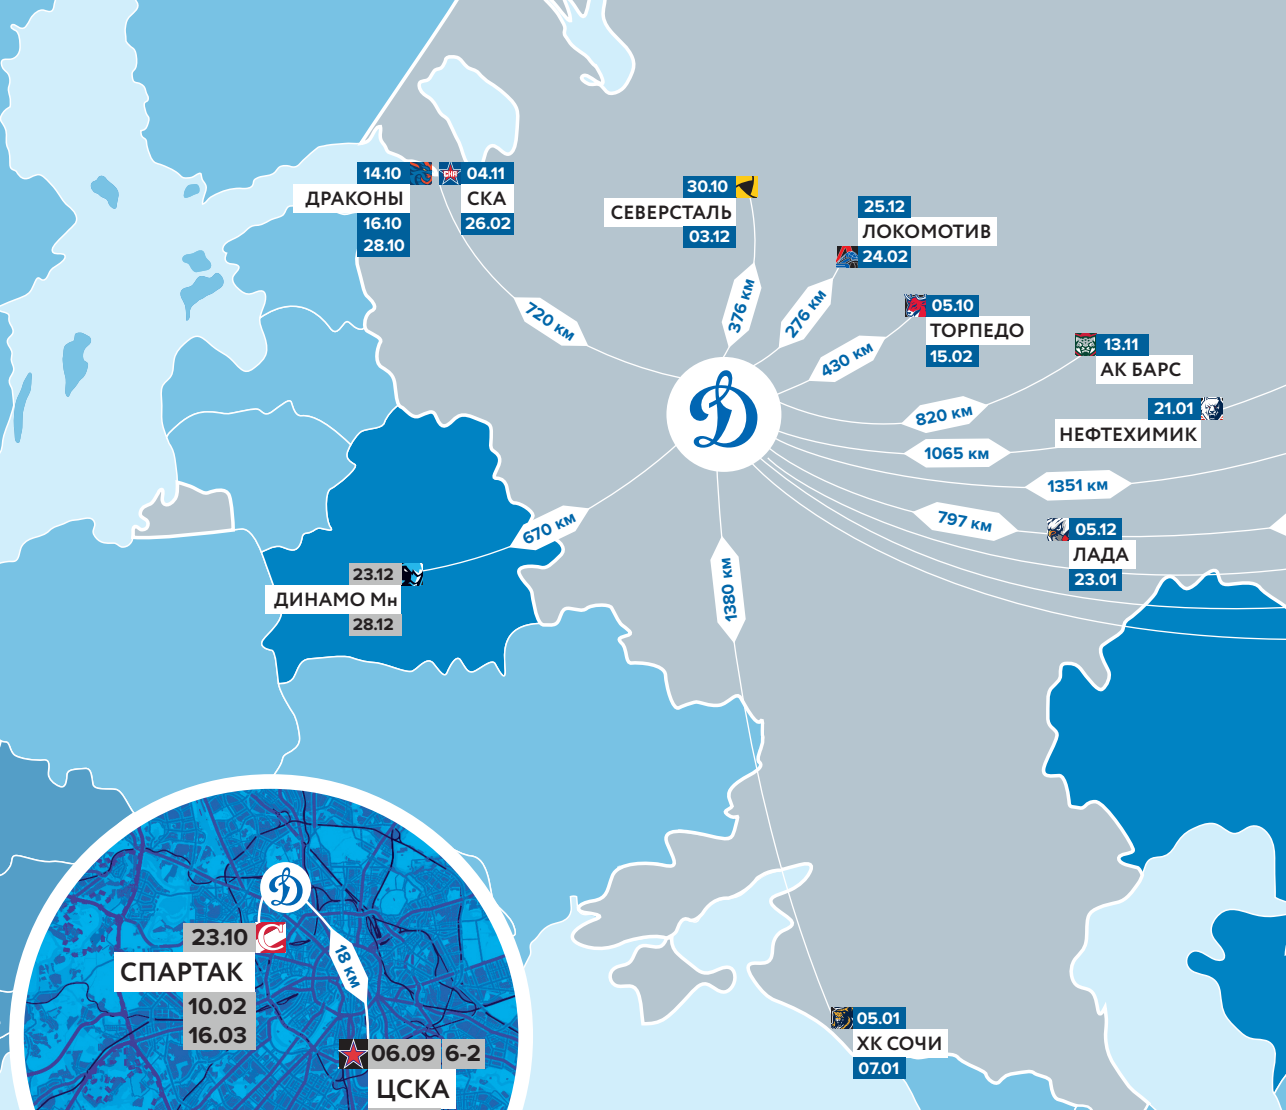 14.10
ДРАКОНЫ
16.10
28.10
СКА
04.11
СКА
26.02
30.10
СЕВЕРСТАЛЬ
03.12
25.12
ЛОКОМОТИВ
24.02
05.10
ТОРПЕДО
15.02
13.11
АК БАРС
21.01
НЕФТЕХИМИК
720 км
376 км
276 км
430 км
820 км
1065 км
1351 км
797 км
670 км
1380 км
Д
05.12
ЛАДА
23.01
23.12
ДИНАМО Мн
28.12
Д
23.10
С
СПАРТАК
10.02
16.03
18 км
06.09 6-2
ЦСКА
05.01
ХК СОЧИ
07.01